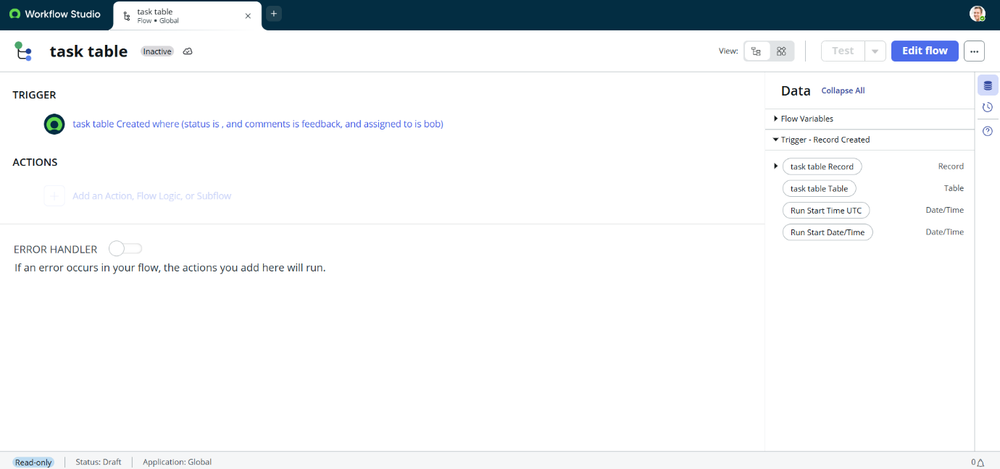 Workflow Studio
task table
Flow • Global
task table
Inactive
View:
Test
Edit flow
TRIGGER
task table Created where (status is , and comments is feedback, and assigned to is bob)
ACTIONS
Add an Action, Flow Logic, or Subflow
ERROR HANDLER
If an error occurs in your flow, the actions you add here will run.
Data Collapse All
Flow Variables
Trigger - Record Created
task table Record Record
task table Table Table
Run Start Time UTC Date/Time
Run Start Date/Time Date/Time
Read-only Status: Draft Application: Global 0